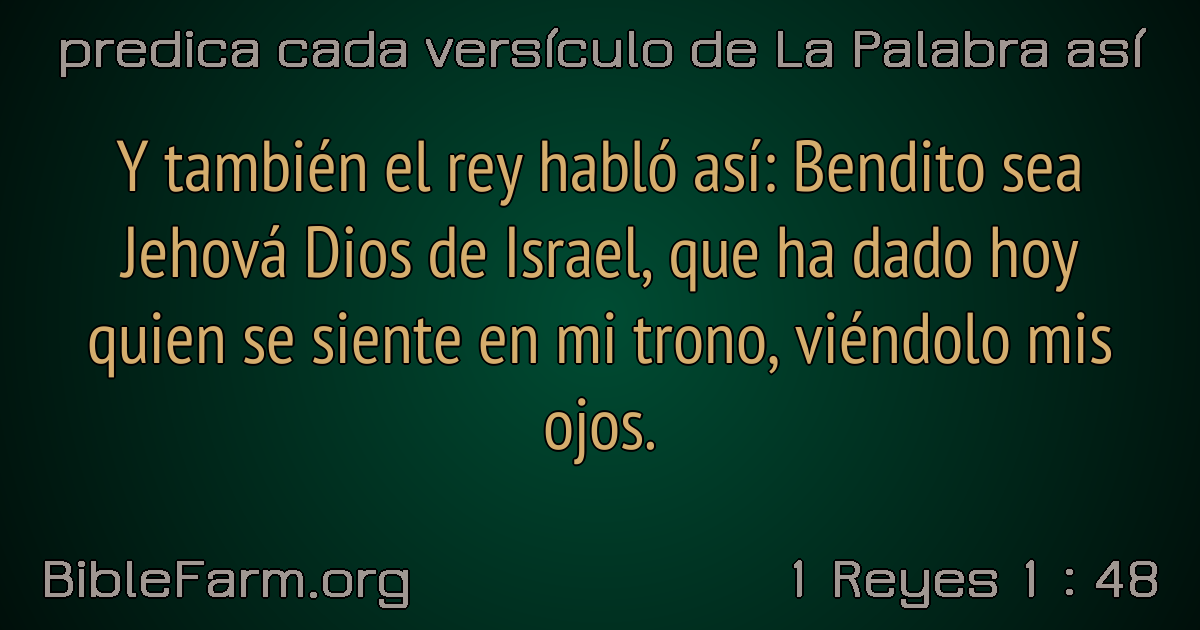 predica cada versículo de La Palabra así
Y también el rey habló así: Bendito sea
Jehová Dios de Israel, que ha dado hoy
quien se siente en mi trono, viéndolo mis
ojos.
BibleFarm.org
1 Reyes 1 : 48